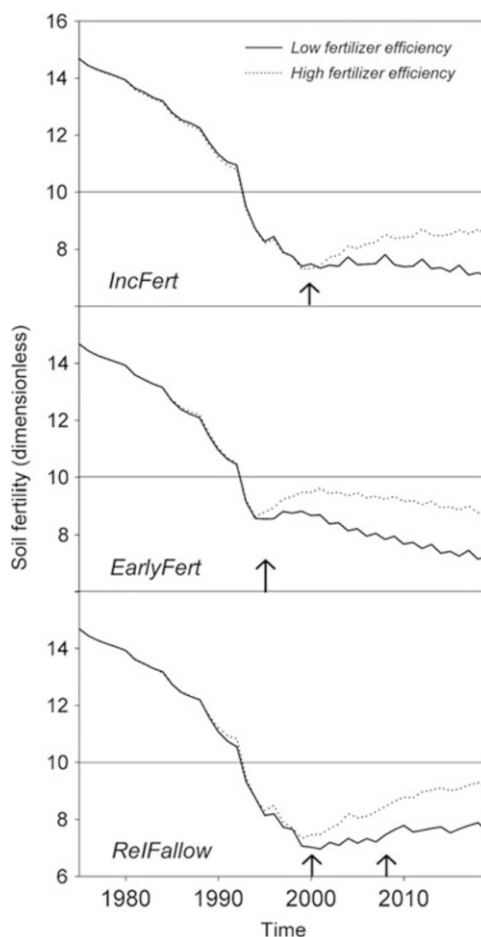 16
Low fertilizer efficiency
14
High fertilizer efficiency
12
10
8
IncFert
14
12
10
8
EarlyFert
14
12
10
8
RelFallow
6
1980 1990 2000 2010
Time
Soil fertility (dimensionless)